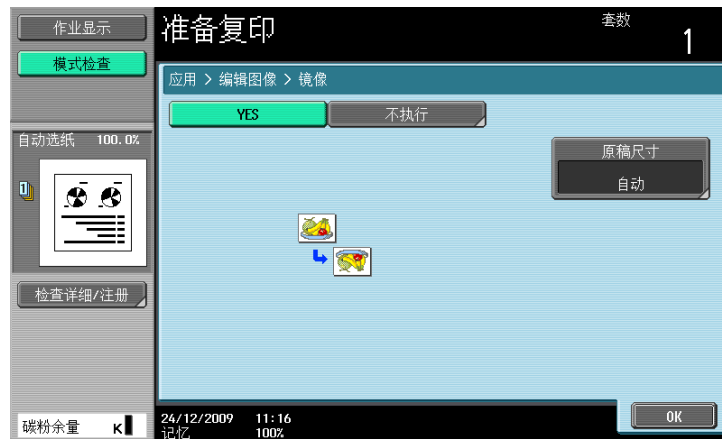 作业显示
模式检查
准备复印
套数
1
应用 > 编辑图像 > 镜像
YES
不执行
原稿尺寸
自动
自动选纸 100.0%
检查详细/注册
碳粉余量 K
24/12/2009 11:16
记忆 100%
OK